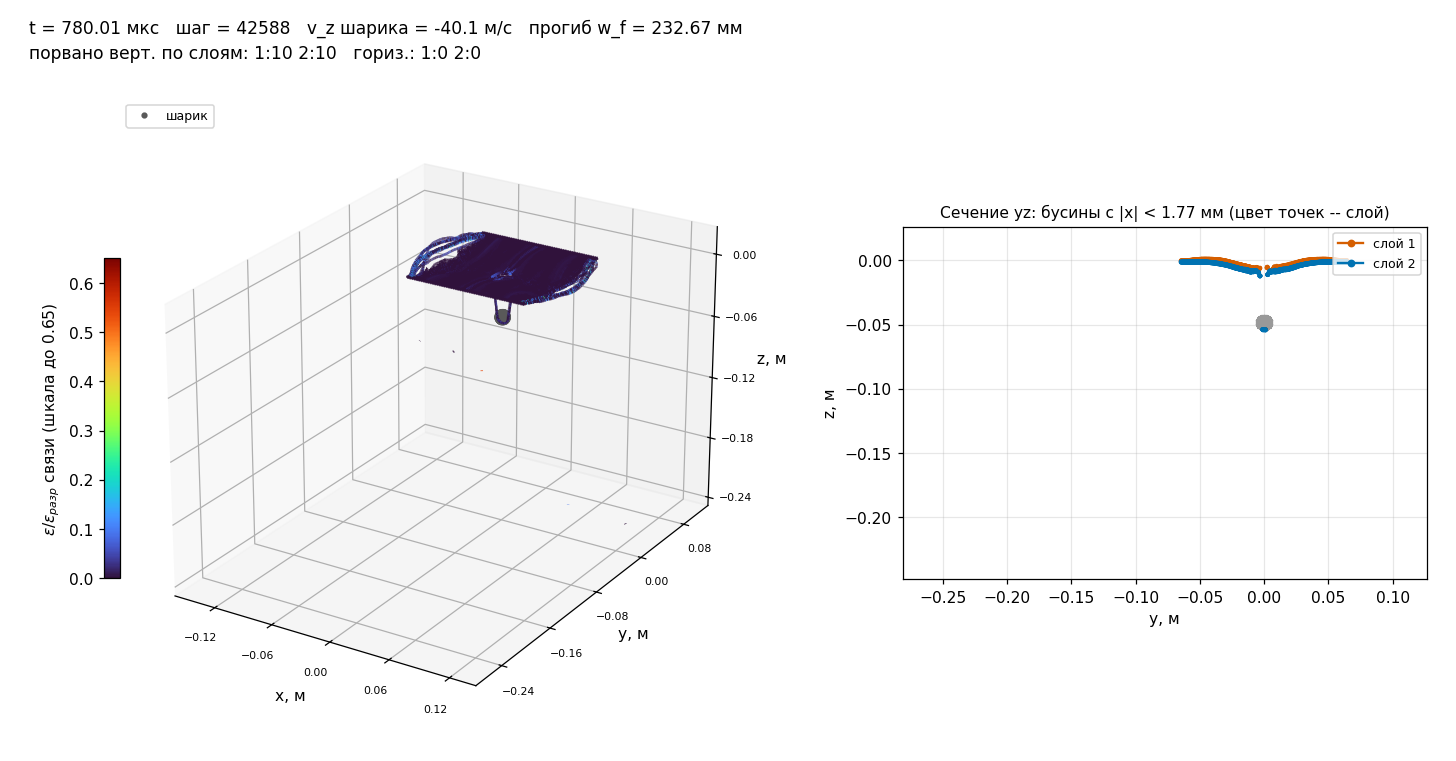 t = 780.01 мкс   шаг = 42588   v_z шарика = -40.1 м/с   прогиб w_f = 232.67 мм
порвано верт. по слоям: 1:10 2:10   гориз.: 1:0 2:0
шарик
ε/ε_разр связи (шкала до 0.65)
0.6
0.5
0.4
0.3
0.2
0.1
0.0
0.00
−0.06
−0.12
−0.18
−0.24
z, м
0.08
0.00
−0.08
−0.16
−0.24
y, м
−0.12
−0.06
0.00
0.06
0.12
x, м
Сечение yz: бусины с |x| < 1.77 мм (цвет точек -- слой)
слой 1
слой 2
0.00
−0.05
−0.10
−0.15
−0.20
z, м
−0.25 −0.20 −0.15 −0.10 −0.05 0.00 0.05 0.10
y, м